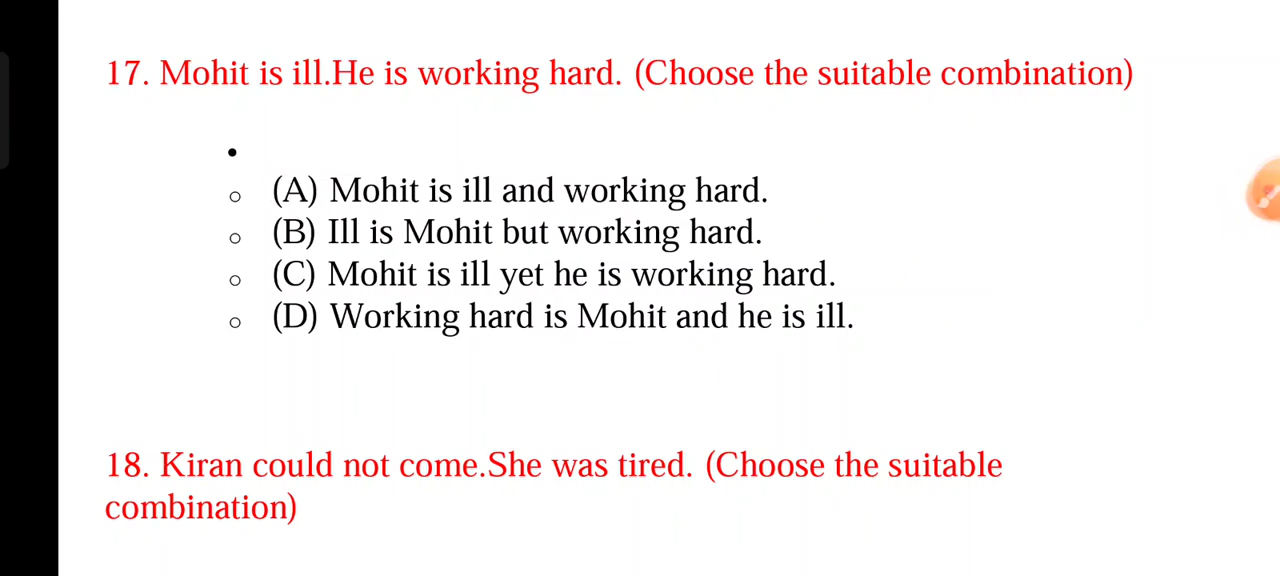 17. Mohit is ill.He is working hard. (Choose the suitable combination)
(A) Mohit is ill and working hard.
(B) Ill is Mohit but working hard.
(C) Mohit is ill yet he is working hard.
(D) Working hard is Mohit and he is ill.
18. Kiran could not come.She was tired. (Choose the suitable
combination)